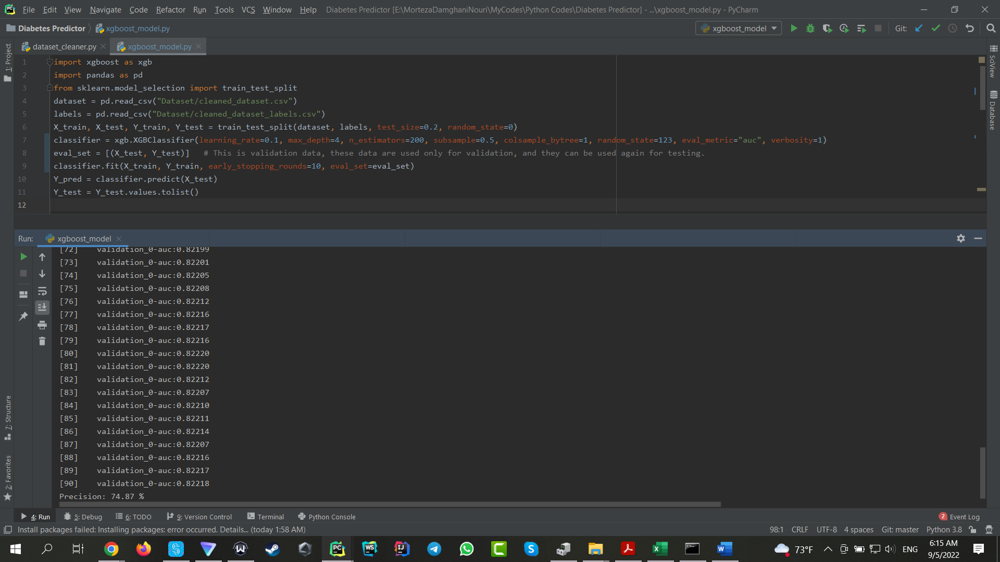 File Edit View Navigate Code Refactor Run Tools VCS Window Help Diabetes Predictor [E:\MortezaDamghaniNouri\MyCodes\Python Codes\Diabetes Predictor] - ...\xgboost_model.py - PyCharm
Diabetes Predictor xgboost_model.py xgboost_model Git:
dataset_cleaner.py xgboost_model.py
1: Project
SciView
Database
1 import xgboost as xgb
2 import pandas as pd
3 from sklearn.model_selection import train_test_split
4 dataset = pd.read_csv("Dataset/cleaned_dataset.csv")
5 labels = pd.read_csv("Dataset/cleaned_dataset_labels.csv")
6 X_train, X_test, Y_train, Y_test = train_test_split(dataset, labels, test_size=0.2, random_state=0)
7 classifier = xgb.XGBClassifier(learning_rate=0.1, max_depth=4, n_estimators=200, subsample=0.5, colsample_bytree=1, random_state=123, eval_metric="auc", verbosity=1)
8 eval_set = [(X_test, Y_test)] # This is validation data, these data are used only for validation, and they can be used again for testing.
9 classifier.fit(X_train, Y_train, early_stopping_rounds=10, eval_set=eval_set)
10 Y_pred = classifier.predict(X_test)
11 Y_test = Y_test.values.tolist()
12
Run: xgboost_model
[72] validation_0-auc:0.82199
[73] validation_0-auc:0.82201
[74] validation_0-auc:0.82205
[75] validation_0-auc:0.82208
[76] validation_0-auc:0.82212
[77] validation_0-auc:0.82216
[78] validation_0-auc:0.82217
[79] validation_0-auc:0.82216
[80] validation_0-auc:0.82220
[81] validation_0-auc:0.82220
[82] validation_0-auc:0.82212
[83] validation_0-auc:0.82207
[84] validation_0-auc:0.82210
[85] validation_0-auc:0.82211
[86] validation_0-auc:0.82214
[87] validation_0-auc:0.82207
[88] validation_0-auc:0.82216
[89] validation_0-auc:0.82217
[90] validation_0-auc:0.82218
Precision: 74.87 %
7: Structure
2: Favorites
4: Run 5: Debug 6: TODO 9: Version Control Terminal Python Console 2 Event Log
Install packages failed: Installing packages: error occurred. Details... (today 1:58 AM) 98:1 CRLF UTF-8 4 spaces Git: master Python 3.8
73°F ENG 6:15 AM
9/5/2022